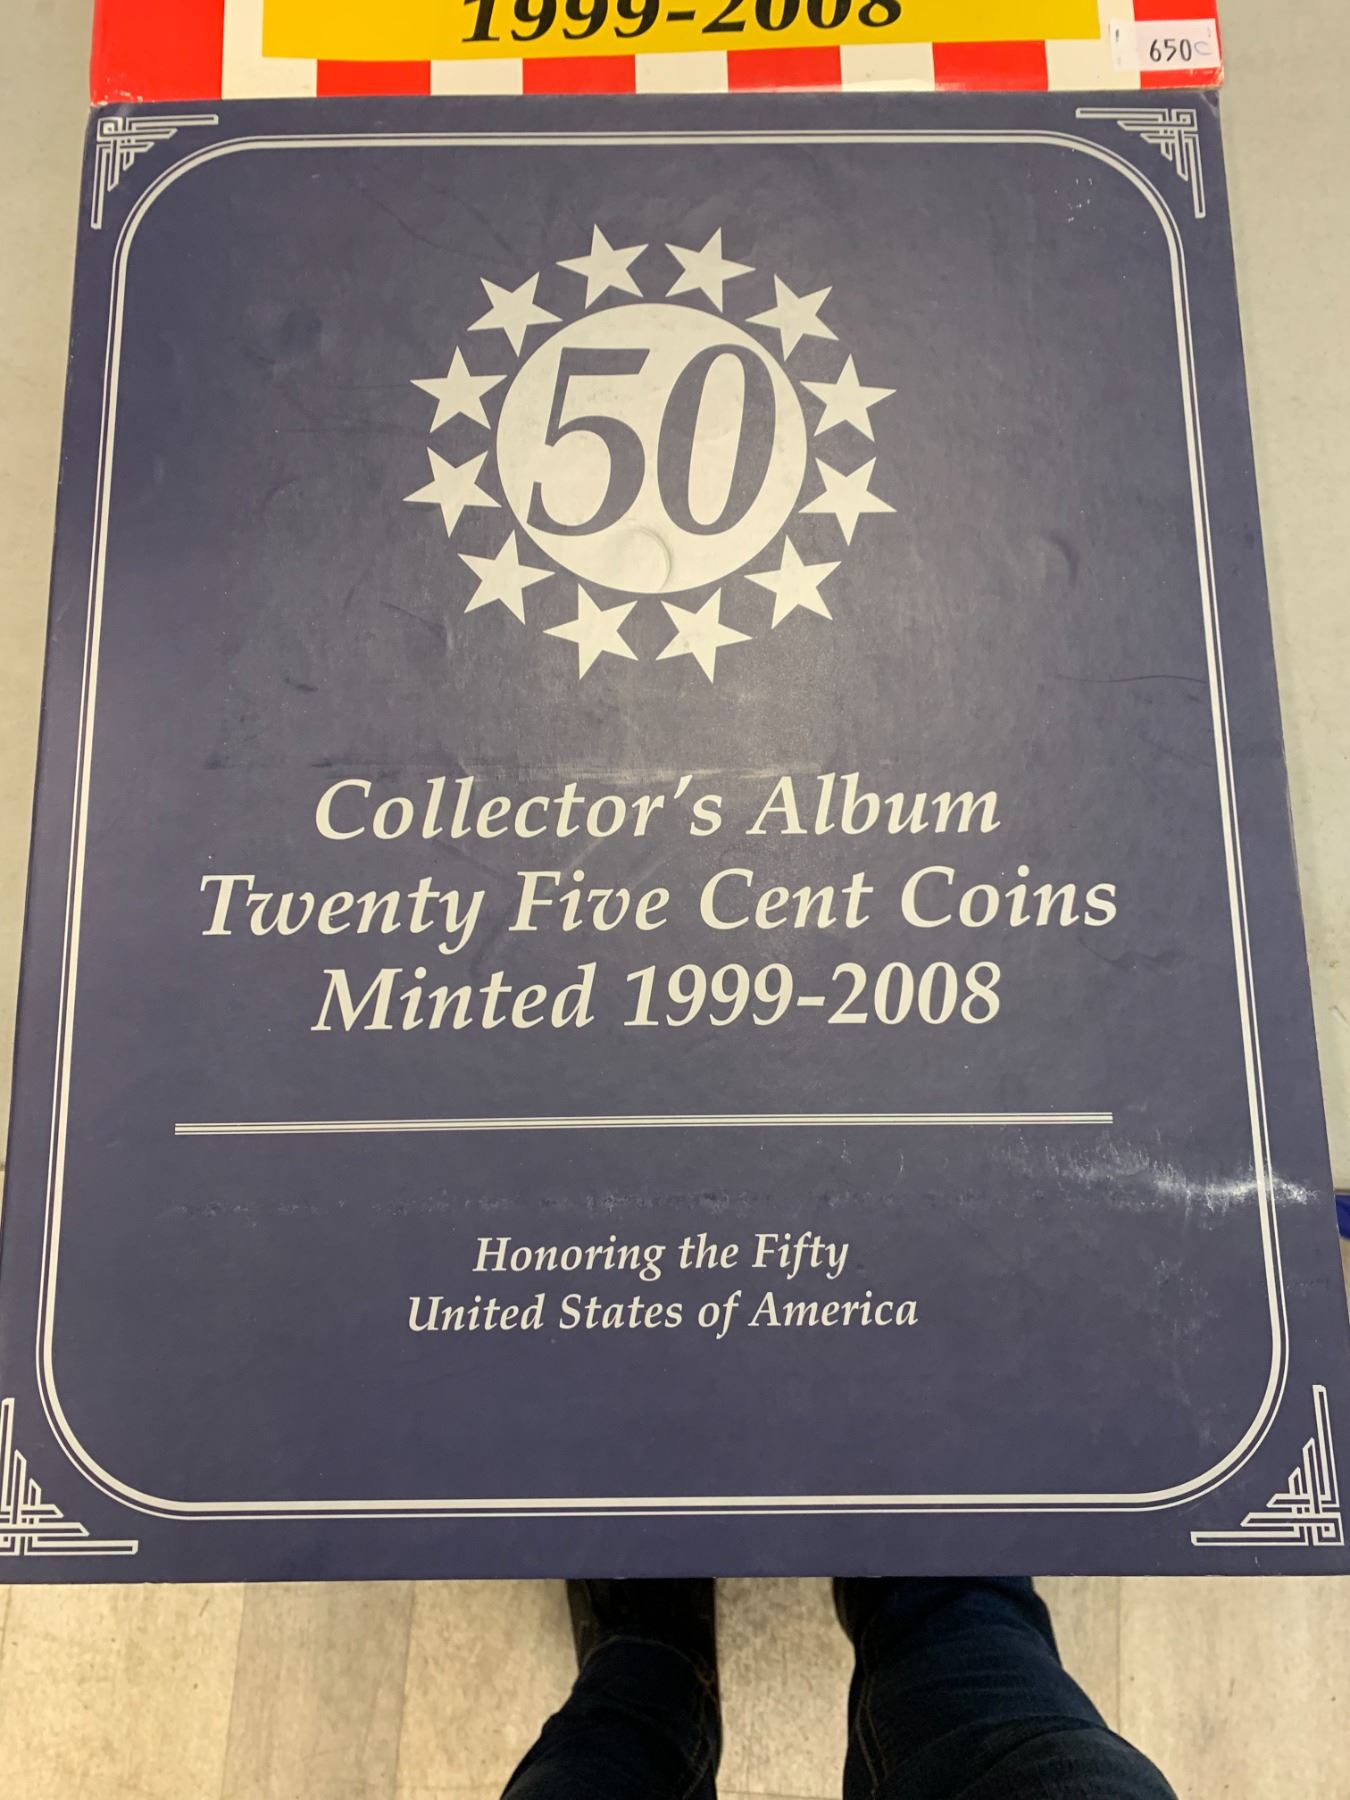 1999-2008
650C
50
Collector's Album
Twenty Five Cent Coins
Minted 1999-2008
Honoring the Fifty
United States of America